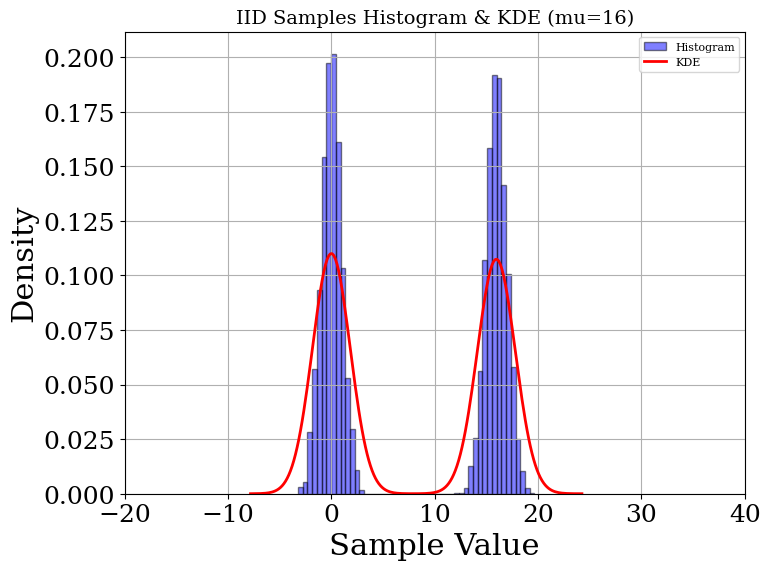 IID Samples Histogram & KDE (mu=16)
Histogram
KDE
0.200
0.175
0.150
0.125
0.100
0.075
0.050
0.025
0.000
Density
−20 −10 0 10 20 30 40
Sample Value